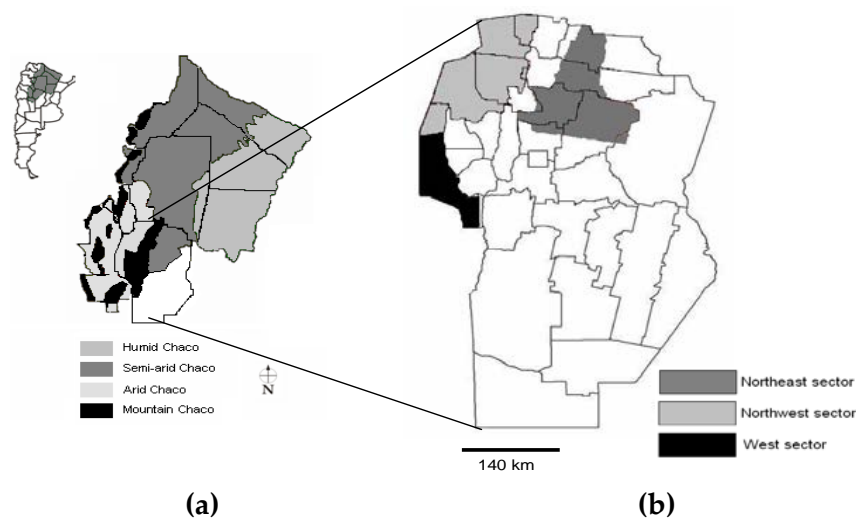 Humid Chaco
Semi-arid Chaco
Arid Chaco
Mountain Chaco
N
Northeast sector
Northwest sector
West sector
140 km
(a)
(b)